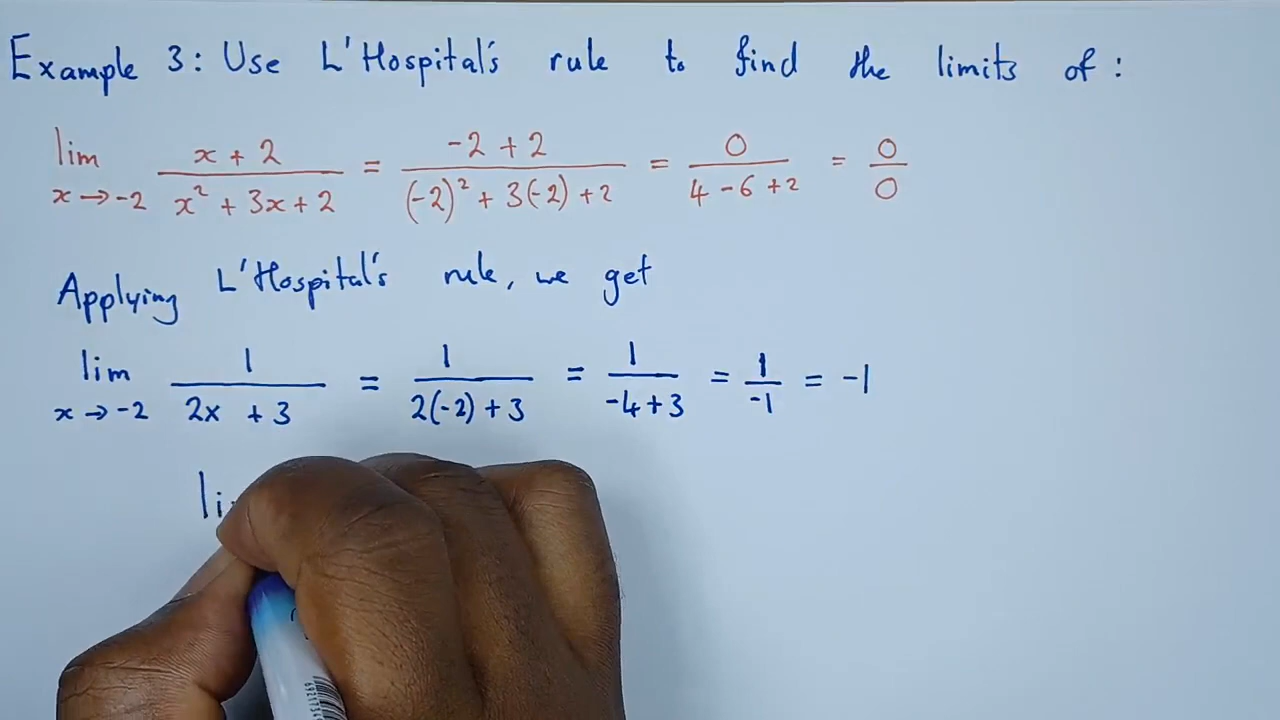 Example 3: Use L'Hospital's rule to find the limits of:
lim x→-2 (x + 2)/(x² + 3x + 2) = (-2 + 2)/((-2)² + 3(-2) + 2) = 0/(4 - 6 + 2) = 0/0
Applying L'Hospital's rule, we get
lim x→-2 1/(2x + 3) = 1/(2(-2) + 3) = 1/(-4 + 3) = 1/-1 = -1